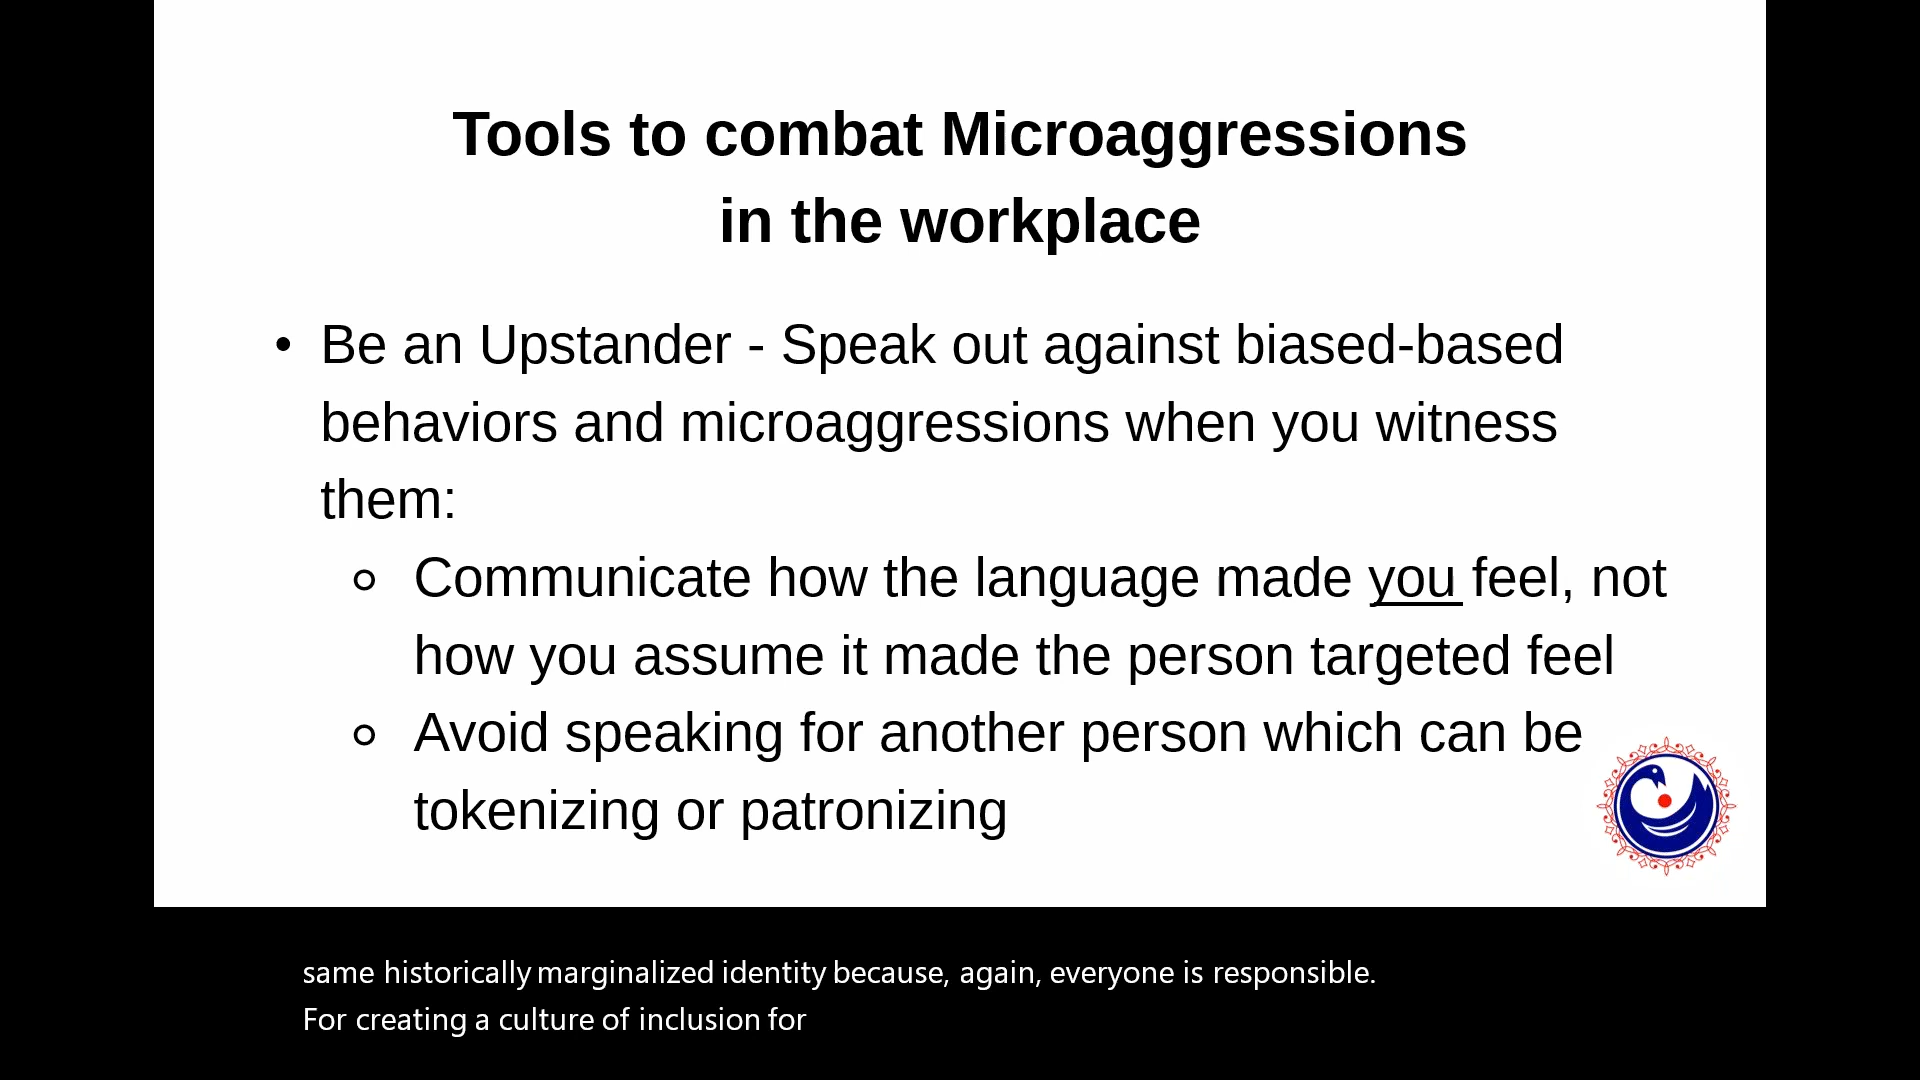 Tools to combat Microaggressions
in the workplace
• Be an Upstander - Speak out against biased-based
behaviors and microaggressions when you witness
them:
○ Communicate how the language made you feel, not
how you assume it made the person targeted feel
○ Avoid speaking for another person which can be
tokenizing or patronizing
same historically marginalized identity because, again, everyone is responsible.
For creating a culture of inclusion for